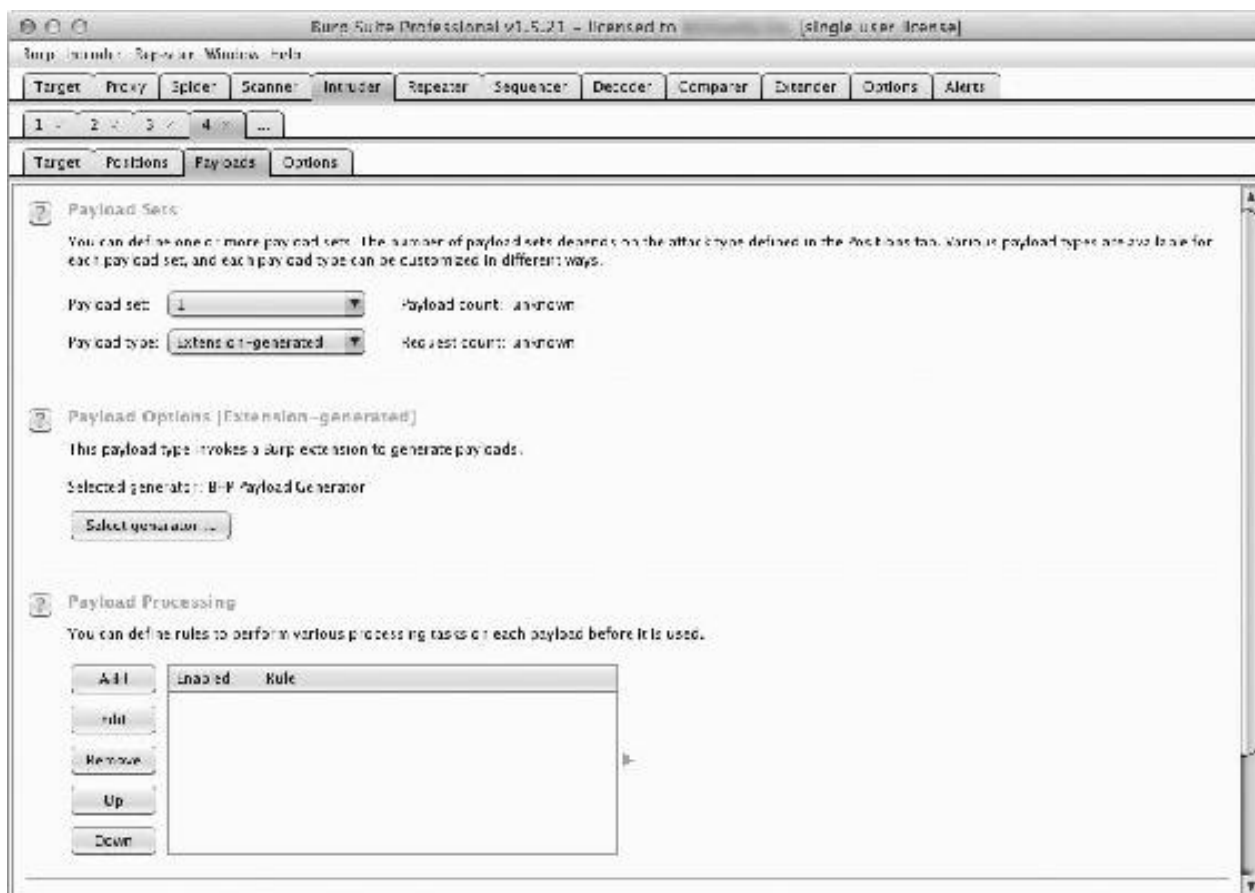 Burp Suite Professional v1.5.21 – licensed to [single user license]
Burp Intruder Repeater Window Help
Target Proxy Spider Scanner Intruder Repeater Sequencer Decoder Comparer Extender Options Alerts
1 × 2 × 3 × 4 × ...
Target Positions Payloads Options
? Payload Sets
You can define one or more payload sets. The number of payload sets depends on the attack type defined in the Positions tab. Various payload types are available for
each payload set, and each payload type can be customized in different ways.
Payload set: 1 Payload count: unknown
Payload type: Extension-generated Request count: unknown
? Payload Options [Extension-generated]
This payload type invokes a Burp extension to generate payloads.
Selected generator: BHP Payload Generator
Select generator ...
? Payload Processing
You can define rules to perform various processing tasks on each payload before it is used.
Add Enabled Rule
Edit
Remove
Up
Down